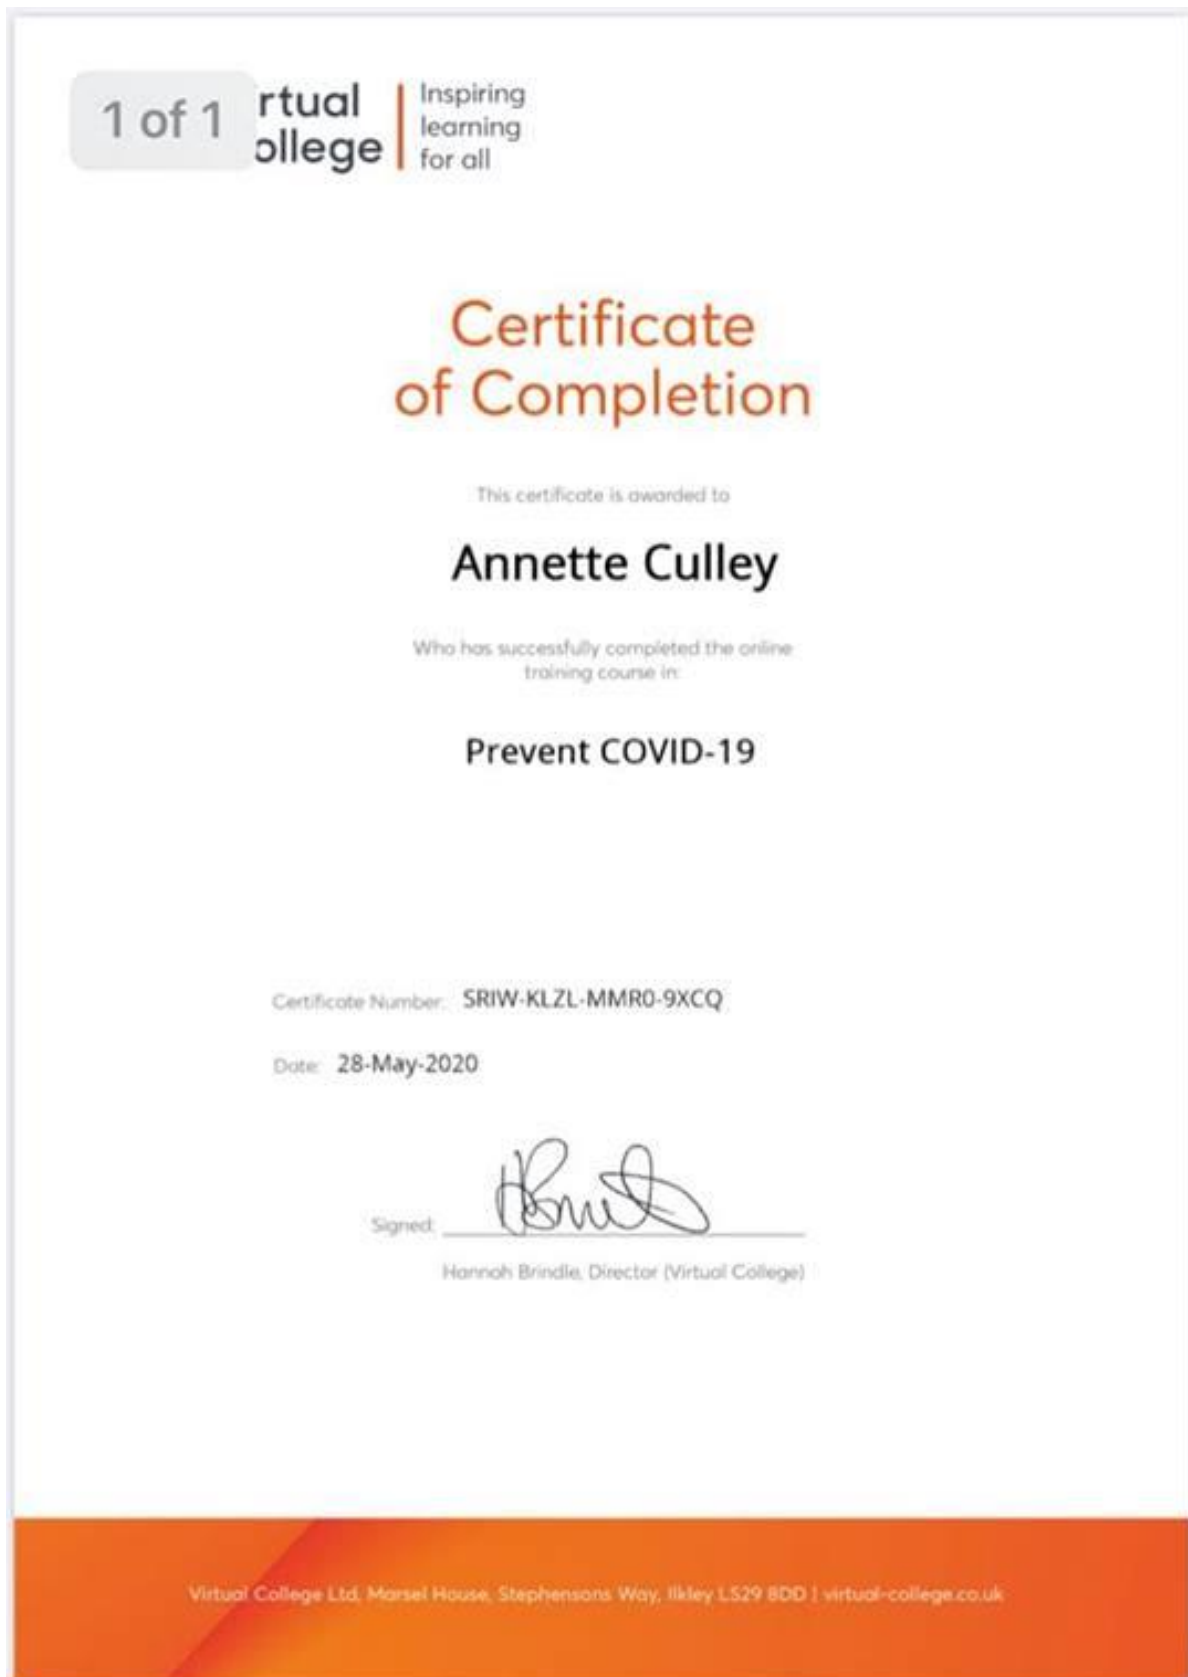 1 of 1
rtual
ollege
Inspiring
learning
for all
Certificate
of Completion
This certificate is awarded to
Annette Culley
Who has successfully completed the online
training course in:
Prevent COVID-19
Certificate Number: SRIW-KLZL-MMR0-9XCQ
Date: 28-May-2020
Signed:
Hannah Brindle, Director (Virtual College)
Virtual College Ltd, Marsel House, Stephensons Way, Ilkley LS29 8DD | virtual-college.co.uk